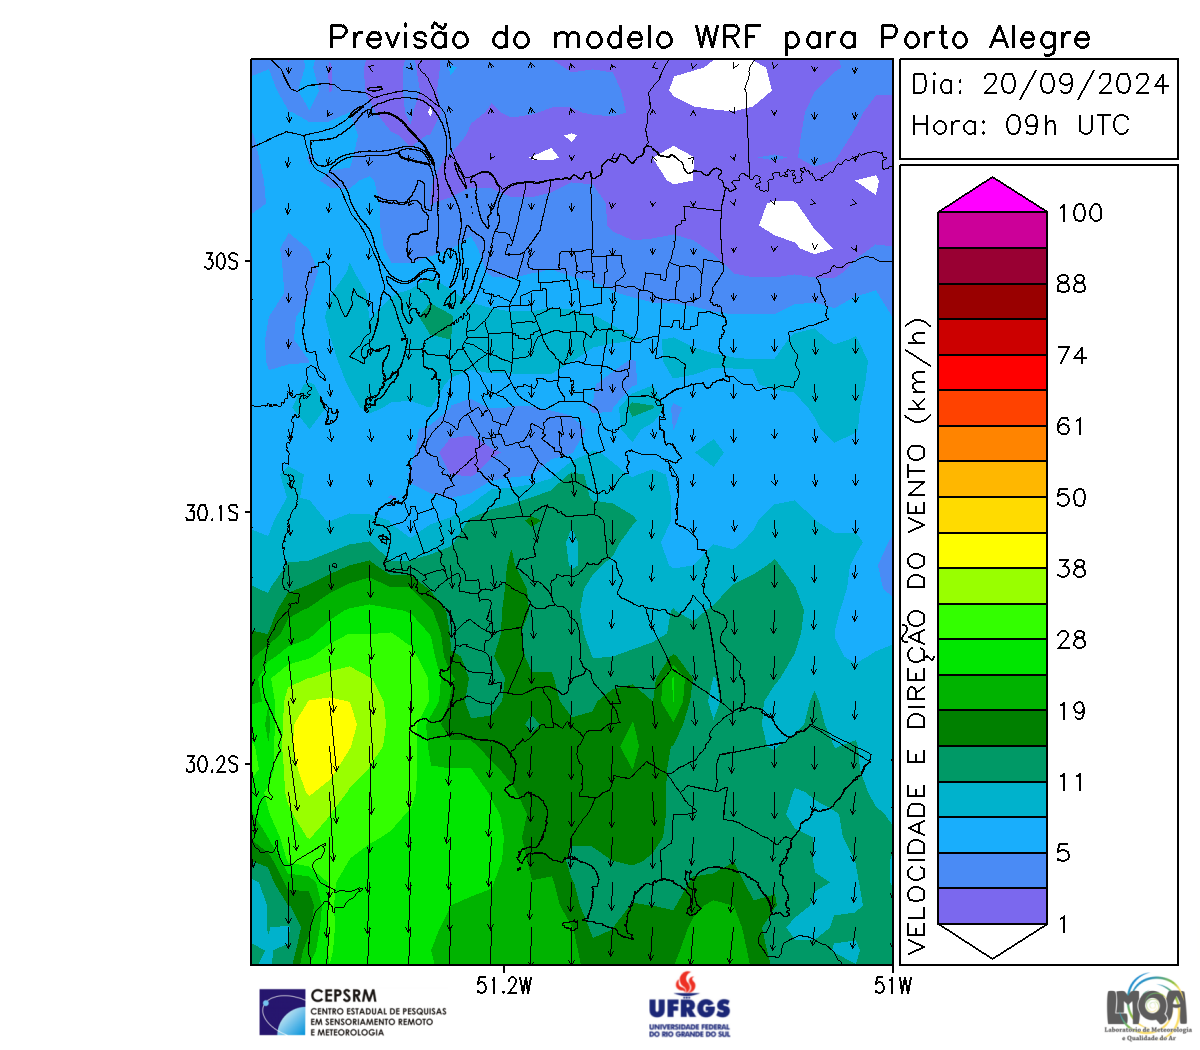 Previsão do modelo WRF para Porto Alegre
Dia: 20/09/2024
Hora: 09h UTC
30S
30.1S
30.2S
51.2W
51W
VELOCIDADE E DIREÇÃO DO VENTO (km/h)
100
88
74
61
50
38
28
19
11
5
1
CEPSRM
CENTRO ESTADUAL DE PESQUISAS
EM SENSORIAMENTO REMOTO
E METEOROLOGIA
UFRGS
UNIVERSIDADE FEDERAL
DO RIO GRANDE DO SUL
LMQA
Laboratório de Meteorologia
e Qualidade do Ar